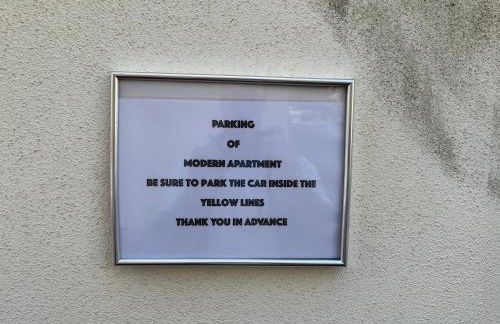 PARKING
OF
MODERN APARTMENT
BE SURE TO PARK THE CAR INSIDE THE
YELLOW LINES
THANK YOU IN ADVANCE